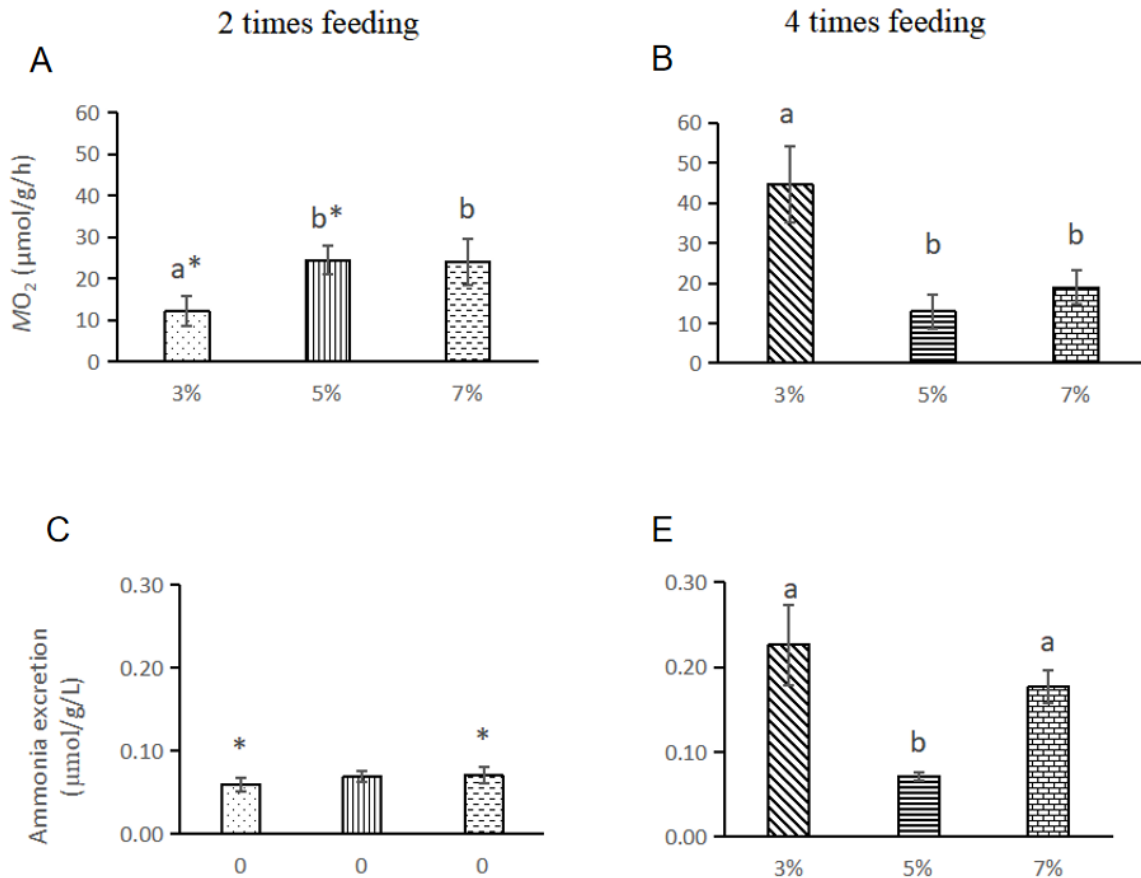 2 times feeding
4 times feeding
A
B
MO₂ (µmol/g/h)
60
50
40
30
20
10
0
a*
b*
b
3%
5%
7%
60
50
40
30
20
10
0
a
b
b
3%
5%
7%
C
E
Ammonia excretion
(µmol/g/L)
0.30
0.20
0.10
0.00
*
*
0
0
0
0.30
0.20
0.10
0.00
a
b
a
3%
5%
7%